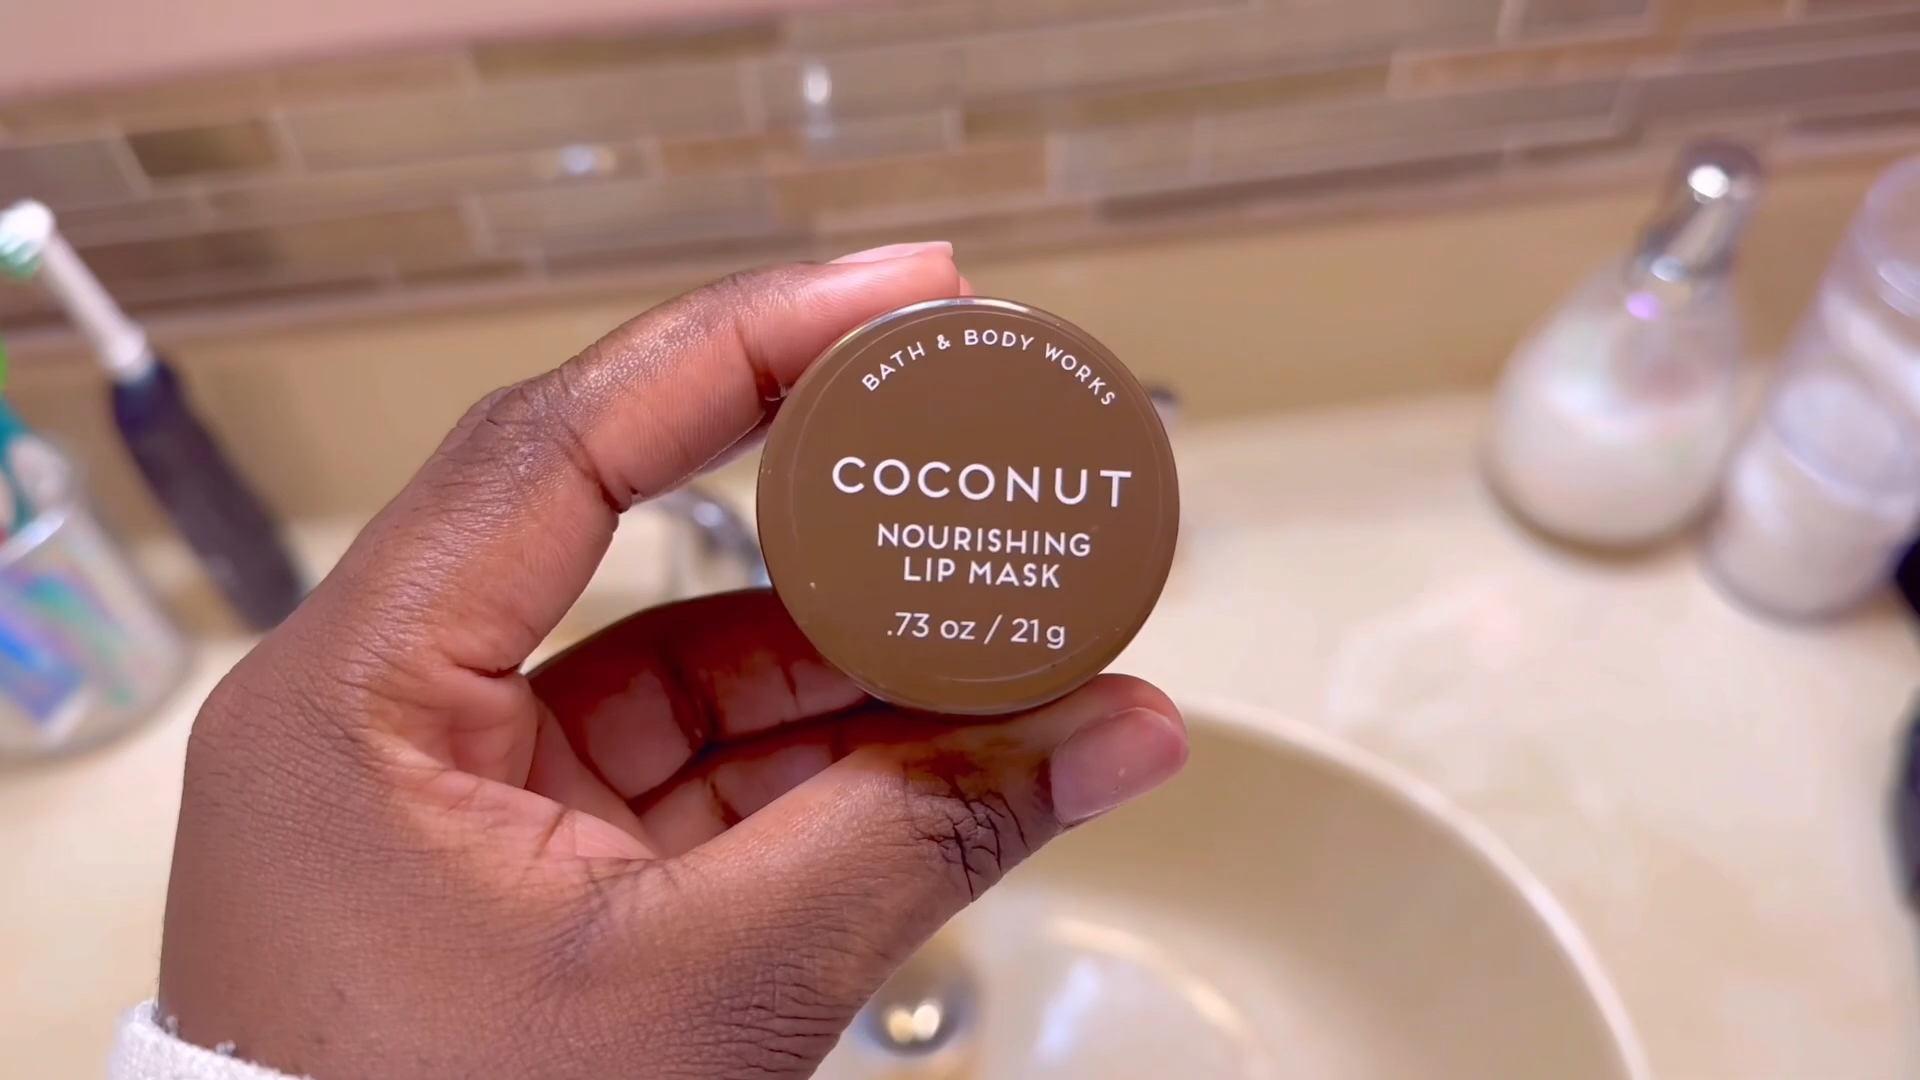 BATH & BODY WORKS
COCONUT
NOURISHING
LIP MASK
.73 oz / 21g